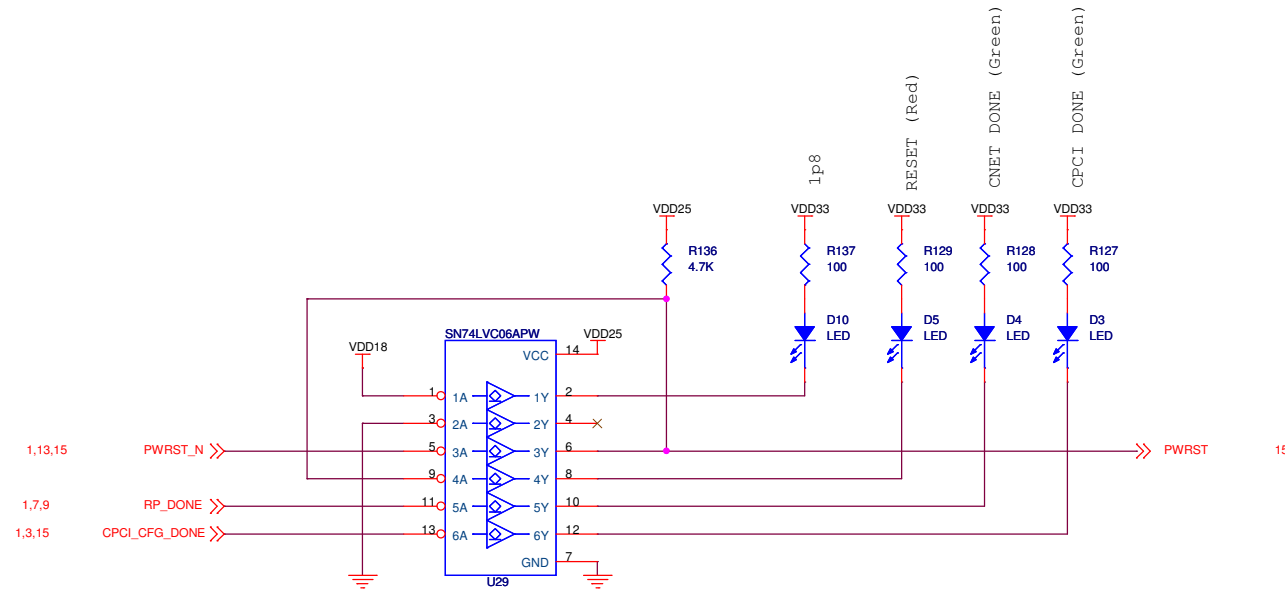 1p8
RESET (Red)
CNET DONE (Green)
CPCI DONE (Green)
VDD25
VDD33
VDD33
VDD33
VDD33
R136
4.7K
R137
100
R129
100
R128
100
R127
100
D10
LED
D5
LED
D4
LED
D3
LED
SN74LVC06APW
VDD18
VDD25
VCC
14
1
1A
1Y
2
3
2A
2Y
4
1,13,15
PWRST_N
5
3A
3Y
6
PWRST
15
9
4A
4Y
8
1,7,9
RP_DONE
11
5A
5Y
10
1,3,15
CPCI_CFG_DONE
13
6A
6Y
12
GND
7
U29